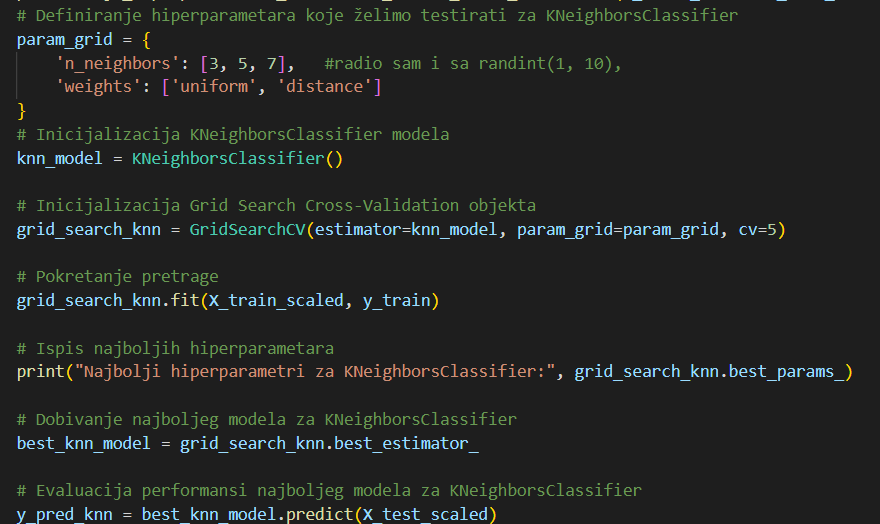 # Definiranje hiperparametara koje želimo testirati za KNeighborsClassifier
param_grid = {
    'n_neighbors': [3, 5, 7],   #radio sam i sa randint(1, 10),
    'weights': ['uniform', 'distance']
}
# Inicijalizacija KNeighborsClassifier modela
knn_model = KNeighborsClassifier()
# Inicijalizacija Grid Search Cross-Validation objekta
grid_search_knn = GridSearchCV(estimator=knn_model, param_grid=param_grid, cv=5)
# Pokretanje pretrage
grid_search_knn.fit(X_train_scaled, y_train)
# Ispis najboljih hiperparametara
print("Najbolji hiperparametri za KNeighborsClassifier:", grid_search_knn.best_params_)
# Dobivanje najboljeg modela za KNeighborsClassifier
best_knn_model = grid_search_knn.best_estimator_
# Evaluacija performansi najboljeg modela za KNeighborsClassifier
y_pred_knn = best_knn_model.predict(X_test_scaled)